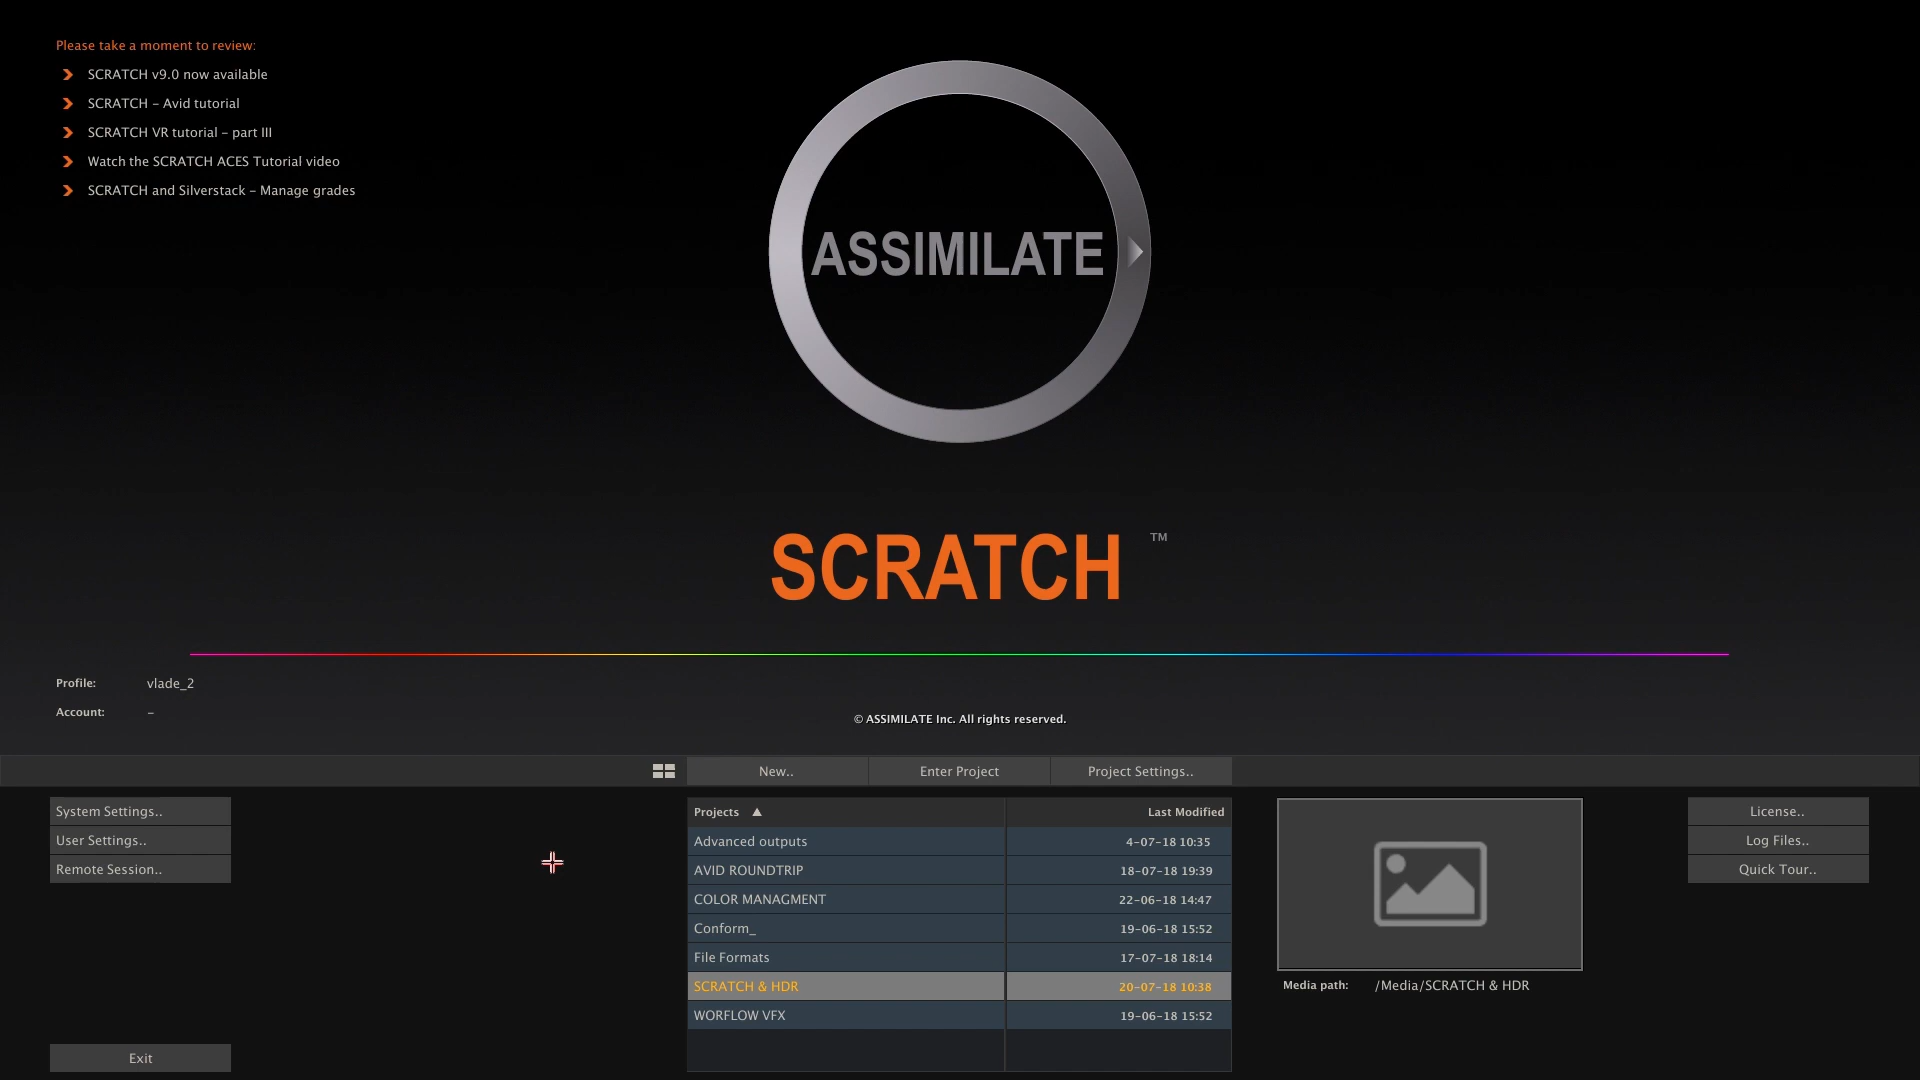 Please take a moment to review:
SCRATCH v9.0 now available
SCRATCH – Avid tutorial
SCRATCH VR tutorial – part III
Watch the SCRATCH ACES Tutorial video
SCRATCH and Silverstack – Manage grades
ASSIMILATE
SCRATCH TM
Profile: vlade_2
Account: –
© ASSIMILATE Inc. All rights reserved.
New.. Enter Project Project Settings..
System Settings..
User Settings..
Remote Session..
Exit
Projects Last Modified
Advanced outputs 4-07-18 10:35
AVID ROUNDTRIP 18-07-18 19:39
COLOR MANAGMENT 22-06-18 14:47
Conform_ 19-06-18 15:52
File Formats 17-07-18 18:14
SCRATCH & HDR 20-07-18 10:38
WORFLOW VFX 19-06-18 15:52
Media path: /Media/SCRATCH & HDR
License..
Log Files..
Quick Tour..